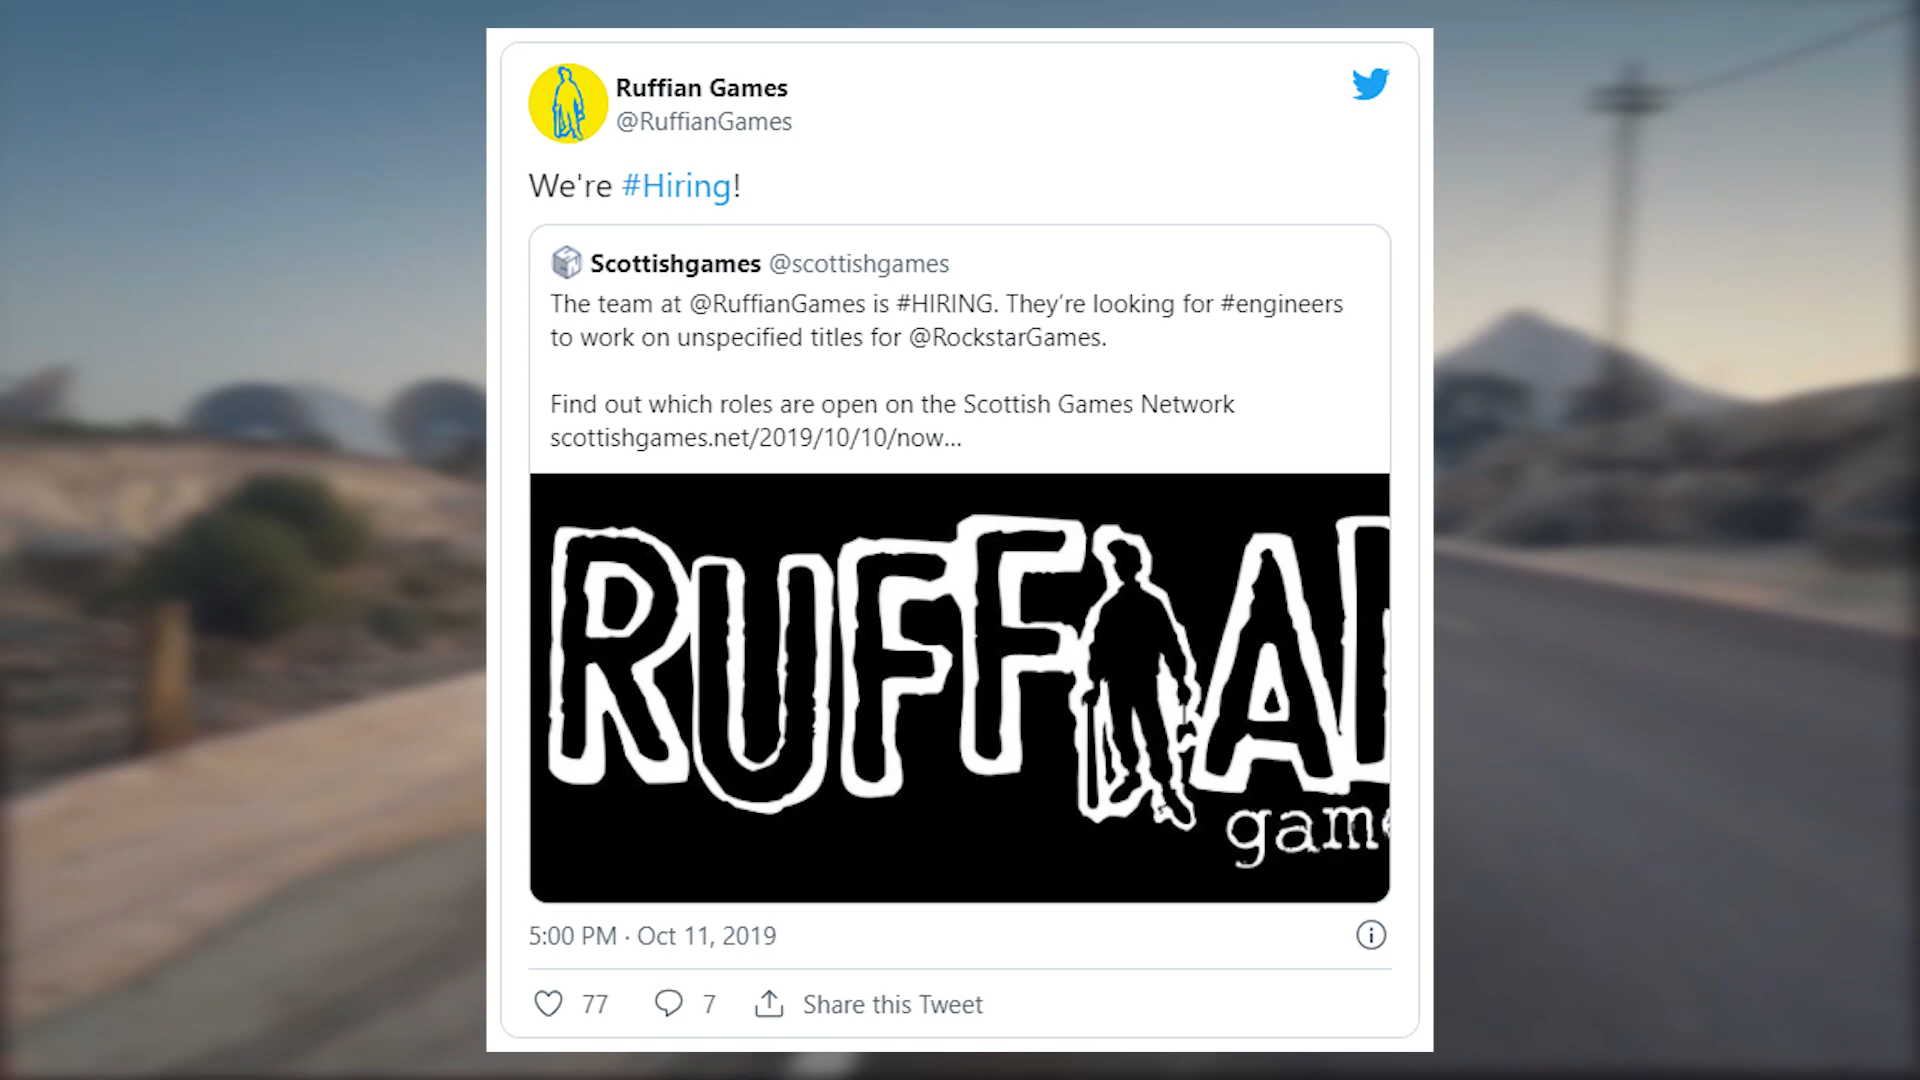 Ruffian Games
@RuffianGames
We're #Hiring!
Scottishgames @scottishgames
The team at @RuffianGames is #HIRING. They’re looking for #engineers
to work on unspecified titles for @RockstarGames.
Find out which roles are open on the Scottish Games Network
scottishgames.net/2019/10/10/now...
RUFFIAN
game
5:00 PM · Oct 11, 2019
77 7 Share this Tweet